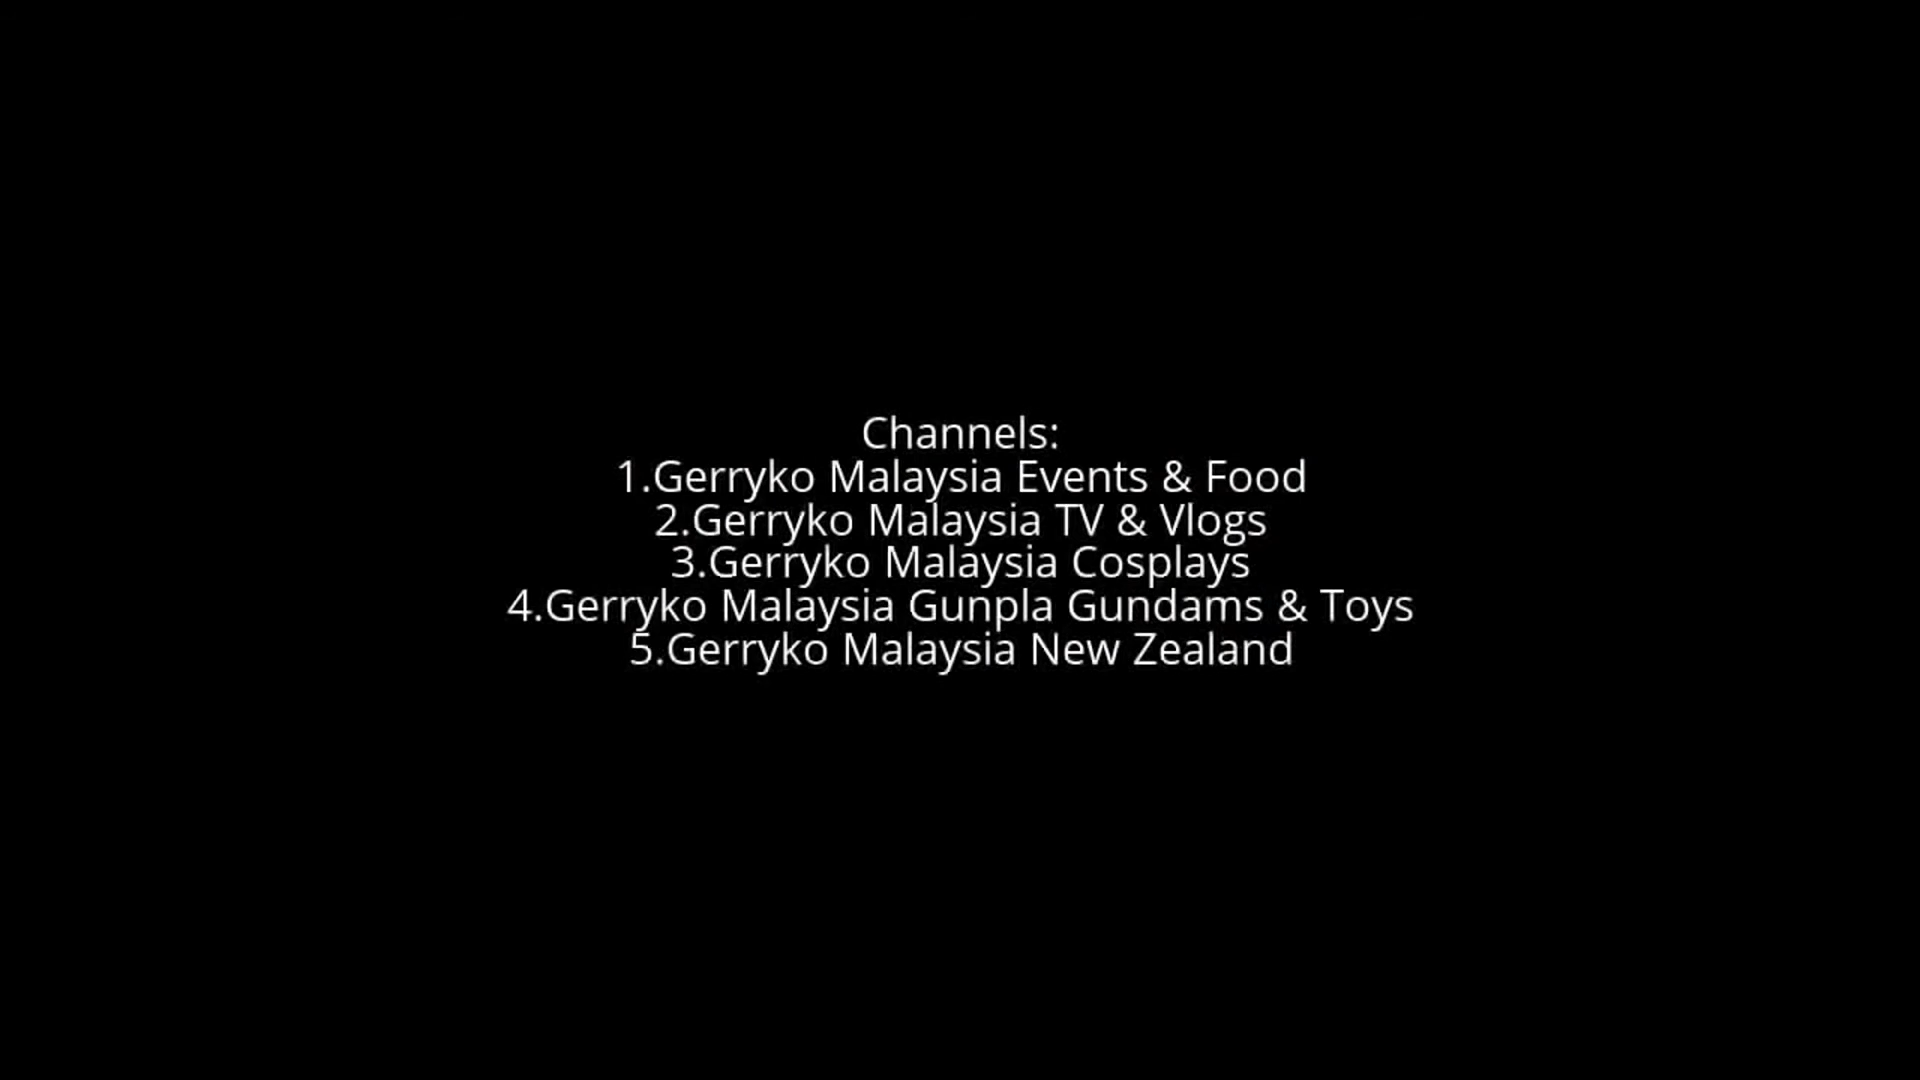 Channels:
1.Gerryko Malaysia Events & Food
2.Gerryko Malaysia TV & Vlogs
3.Gerryko Malaysia Cosplays
4.Gerryko Malaysia Gunpla Gundams & Toys
5.Gerryko Malaysia New Zealand